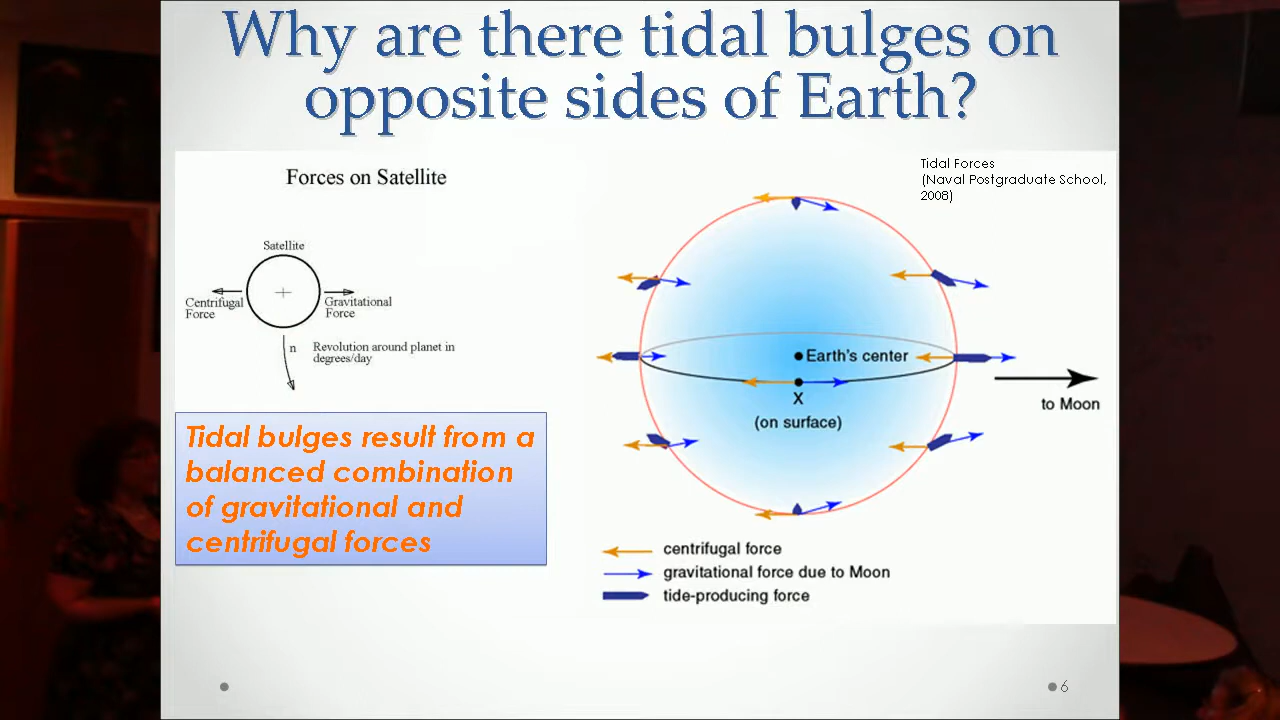 Why are there tidal bulges on
opposite sides of Earth?
Forces on Satellite
Satellite
Centrifugal
Force
Gravitational
Force
n
Revolution around planet in
degrees/day
Tidal bulges result from a
balanced combination
of gravitational and
centrifugal forces
Tidal Forces
(Naval Postgraduate School,
2008)
Earth's center
X
(on surface)
to Moon
centrifugal force
gravitational force due to Moon
tide-producing force
6